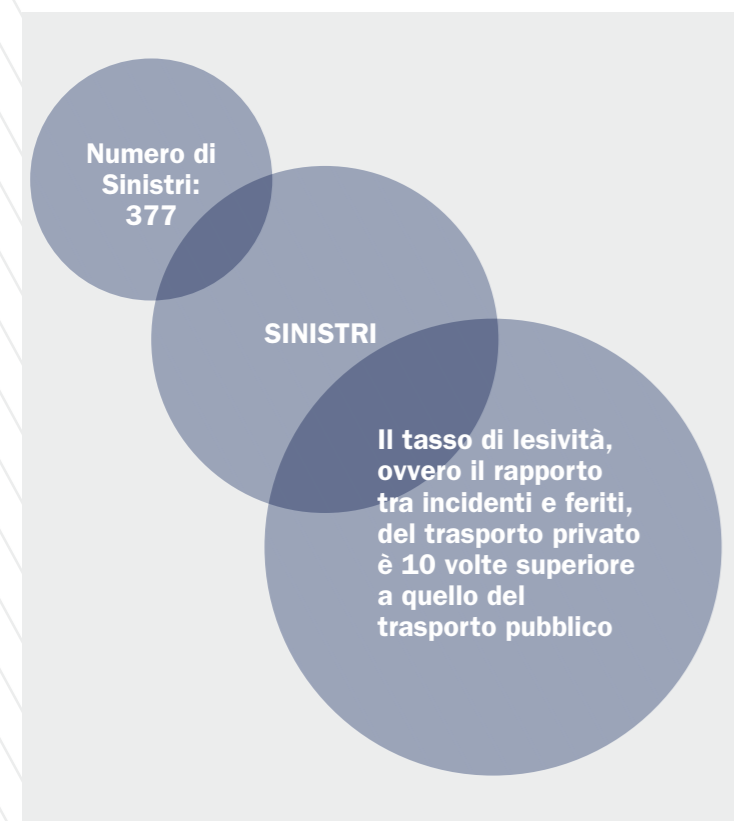 Numero di
Sinistri:
377
SINISTRI
Il tasso di lesività,
ovvero il rapporto
tra incidenti e feriti,
del trasporto privato
è 10 volte superiore
a quello del
trasporto pubblico